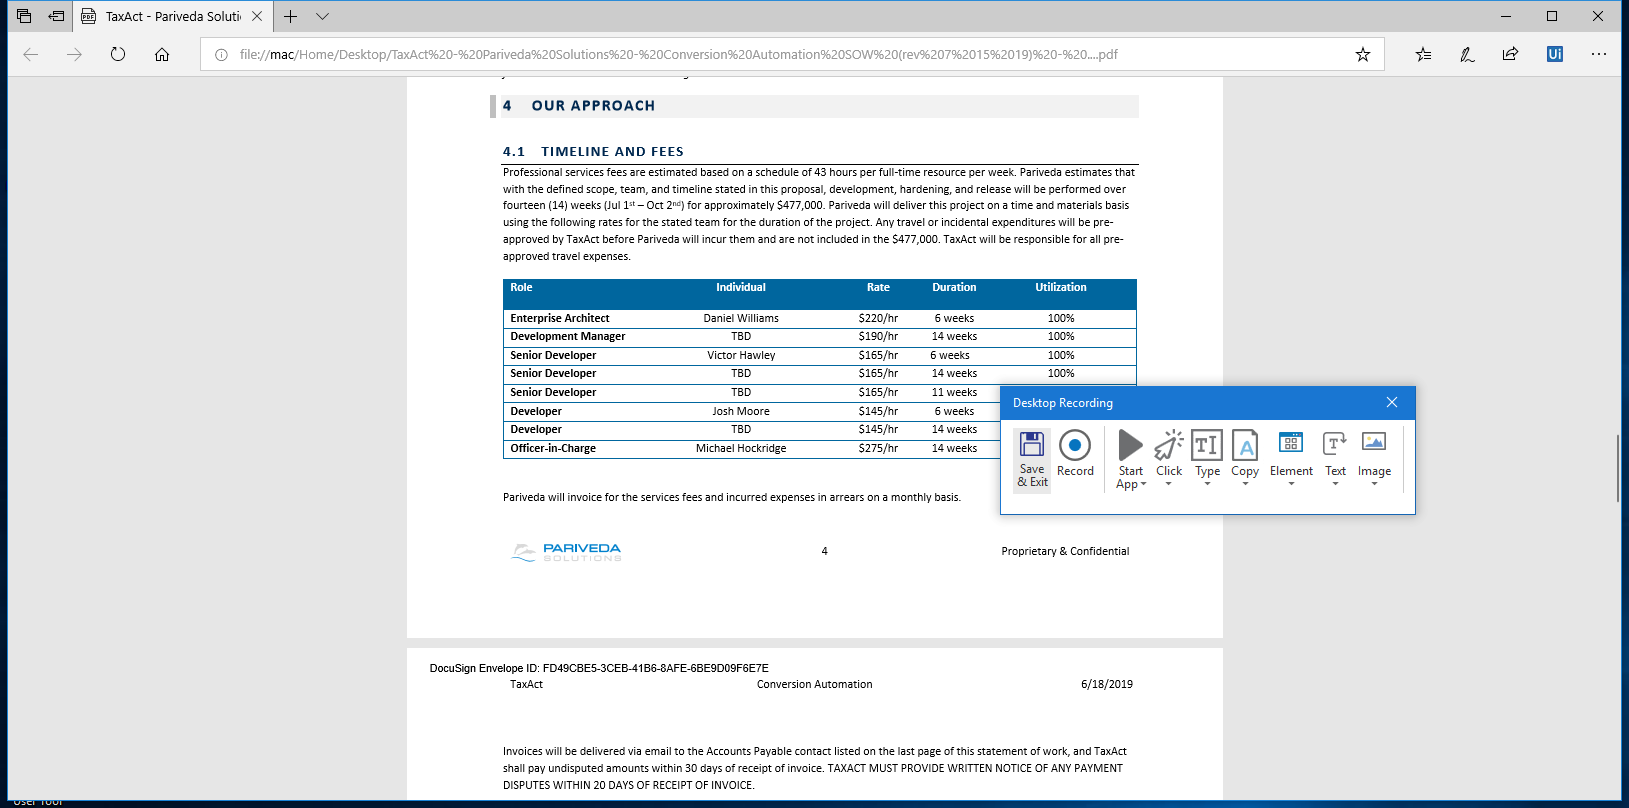 TaxAct - Pariveda Soluti
file://mac/Home/Desktop/TaxAct%20-%20Pariveda%20Solutions%20-%20Conversion%20Automation%20SOW%20(rev%207%2015%2019)%20-%20....pdf
Ui
4 OUR APPROACH
4.1 TIMELINE AND FEES
Professional services fees are estimated based on a schedule of 43 hours per full-time resource per week. Pariveda estimates that
with the defined scope, team, and timeline stated in this proposal, development, hardening, and release will be performed over
fourteen (14) weeks (Jul 1st – Oct 2nd) for approximately $477,000. Pariveda will deliver this project on a time and materials basis
using the following rates for the stated team for the duration of the project. Any travel or incidental expenditures will be pre-
approved by TaxAct before Pariveda will incur them and are not included in the $477,000. TaxAct will be responsible for all pre-
approved travel expenses.
Role Individual Rate Duration Utilization
Enterprise Architect Daniel Williams $220/hr 6 weeks 100%
Development Manager TBD $190/hr 14 weeks 100%
Senior Developer Victor Hawley $165/hr 6 weeks 100%
Senior Developer TBD $165/hr 14 weeks 100%
Senior Developer TBD $165/hr 11 weeks
Developer Josh Moore $145/hr 6 weeks
Developer TBD $145/hr 14 weeks
Officer-in-Charge Michael Hockridge $275/hr 14 weeks
Desktop Recording
Save & Exit
Record
Start App
Click
Type
Copy
Element
Text
Image
Pariveda will invoice for the services fees and incurred expenses in arrears on a monthly basis.
PARIVEDA
SOLUTIONS
4
Proprietary & Confidential
DocuSign Envelope ID: FD49CBE5-3CEB-41B6-8AFE-6BE9D09F6E7E
TaxAct Conversion Automation 6/18/2019
Invoices will be delivered via email to the Accounts Payable contact listed on the last page of this statement of work, and TaxAct
shall pay undisputed amounts within 30 days of receipt of invoice. TAXACT MUST PROVIDE WRITTEN NOTICE OF ANY PAYMENT
DISPUTES WITHIN 20 DAYS OF RECEIPT OF INVOICE.
User Tool